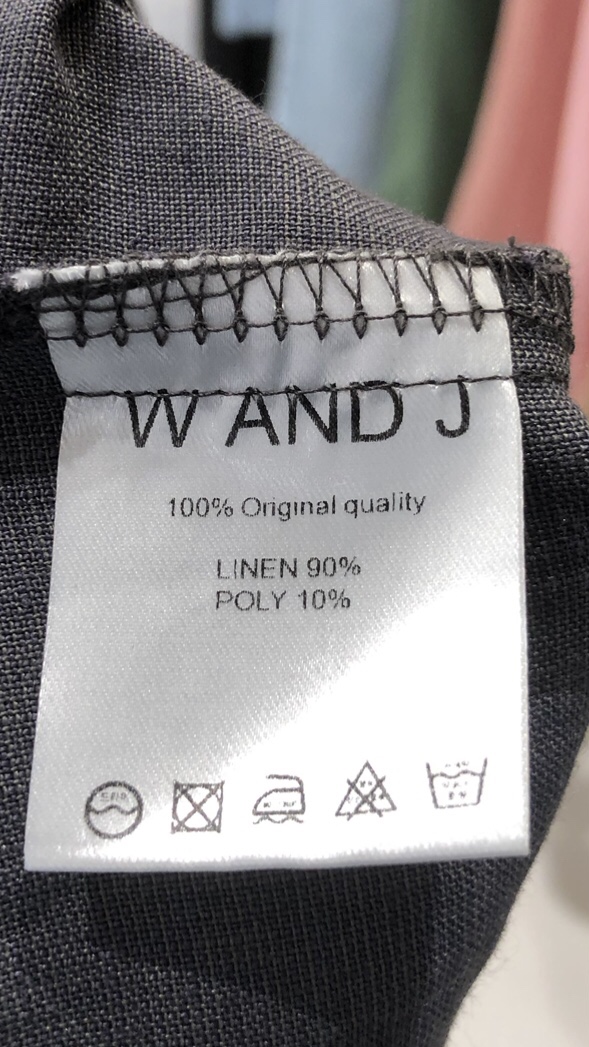 W AND J
100% Original quality
LINEN 90%
POLY 10%